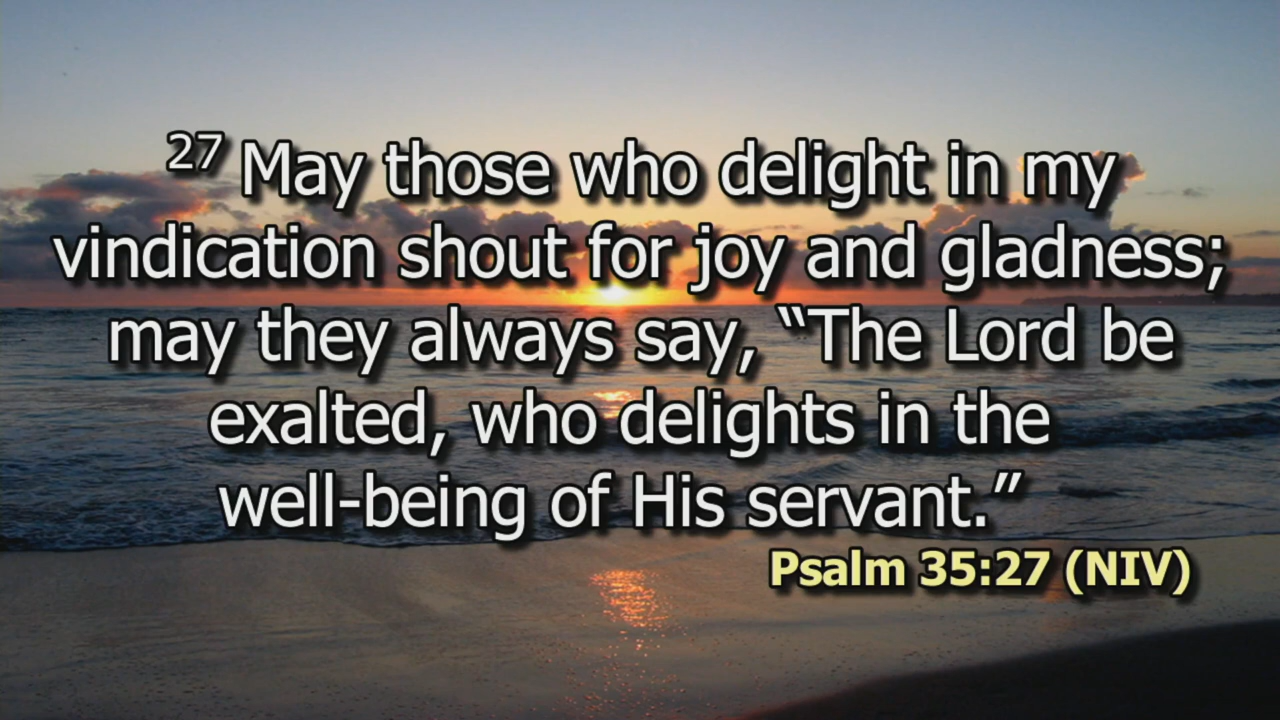 27 May those who delight in my
vindication shout for joy and gladness;
may they always say, “The Lord be
exalted, who delights in the
well-being of His servant.”
Psalm 35:27 (NIV)